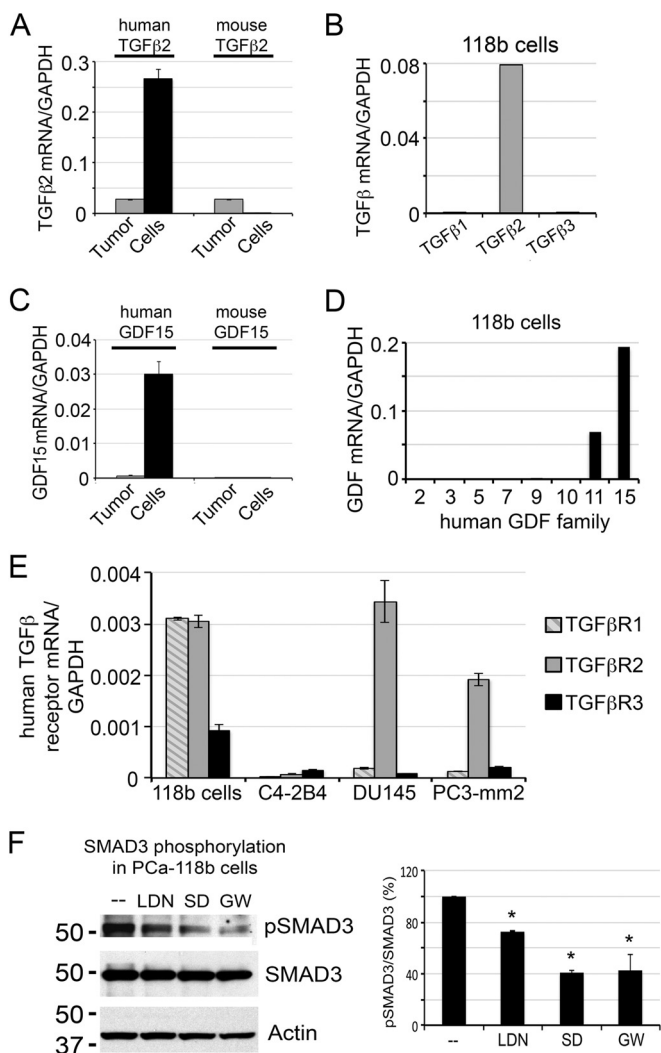 A
human TGFβ2
mouse TGFβ2
TGFβ2 mRNA/GAPDH
0.3
0.2
0.1
0
Tumor
Cells
Tumor
Cells
B
118b cells
TGFβ mRNA/GAPDH
0.08
0.04
0
TGFβ1
TGFβ2
TGFβ3
C
human GDF15
mouse GDF15
GDF15 mRNA/GAPDH
0.04
0.03
0.02
0.01
0
Tumor
Cells
Tumor
Cells
D
118b cells
GDF mRNA/GAPDH
0.2
0.1
0
2 3 5 7 9 10 11 15
human GDF family
E
human TGFβ
receptor mRNA/
GAPDH
0.004
0.003
0.002
0.001
0
118b cells C4-2B4 DU145 PC3-mm2
TGFβR1
TGFβR2
TGFβR3
F
SMAD3 phosphorylation
in PCa-118b cells
-- LDN SD GW
50 - pSMAD3
50 - SMAD3
50 -
37 - Actin
pSMAD3/SMAD3 (%)
120
80
40
0
* * *
-- LDN SD GW